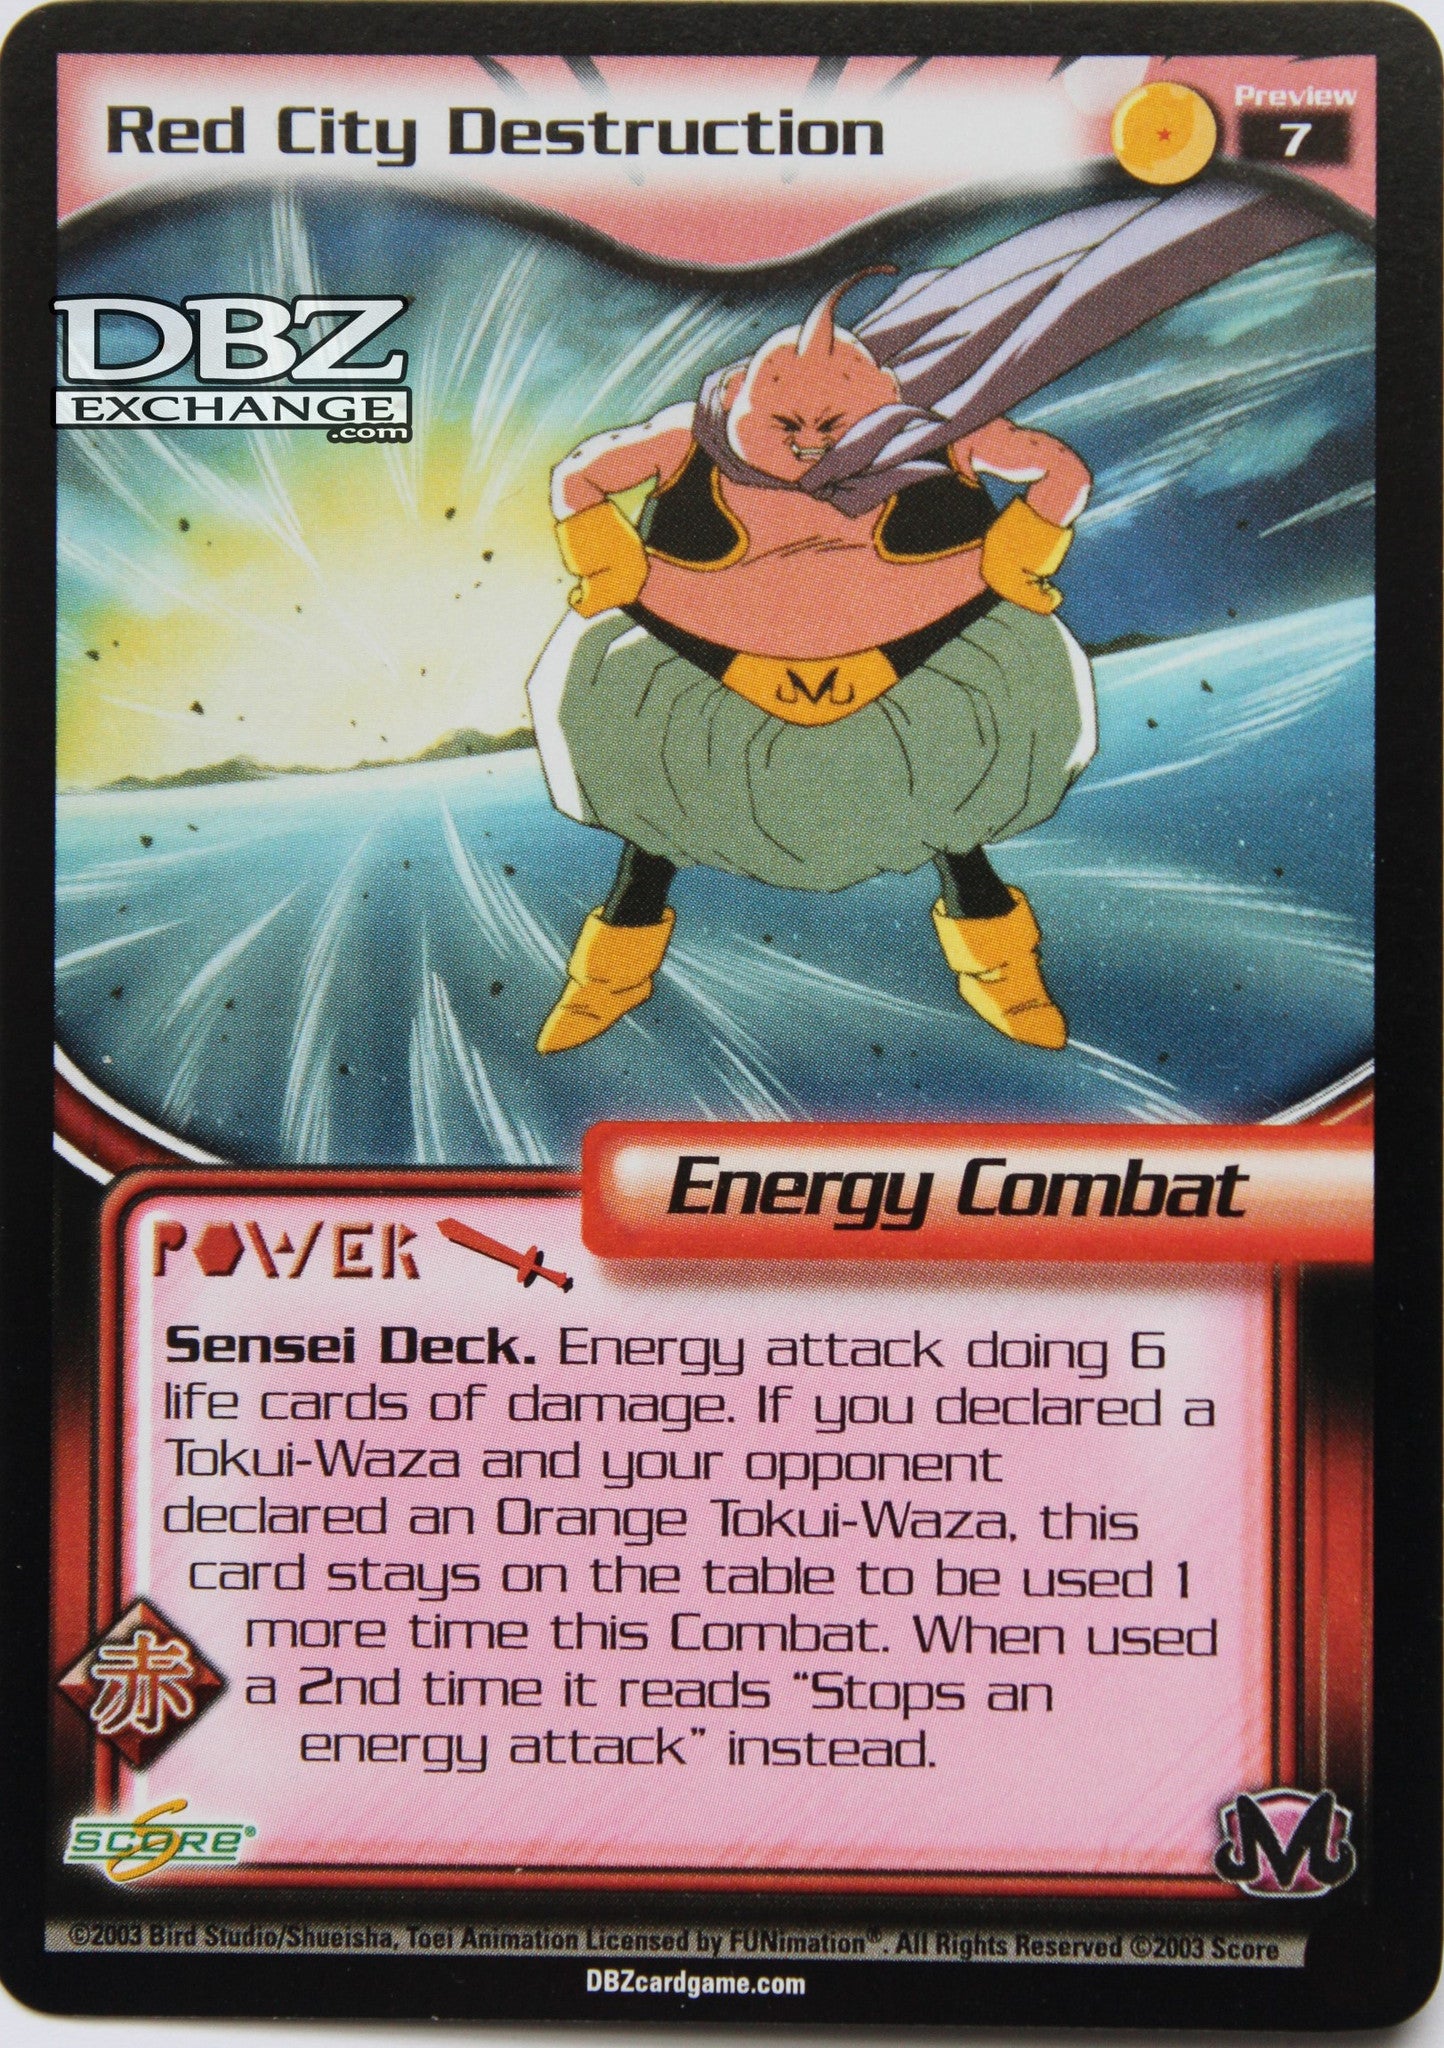 Red City Destruction
Preview
7
DBZ
EXCHANGE
.com
M
Energy Combat
POWER
Sensei Deck. Energy attack doing 6
life cards of damage. If you declared a
Tokui-Waza and your opponent
declared an Orange Tokui-Waza, this
card stays on the table to be used 1
more time this Combat. When used
a 2nd time it reads “Stops an
energy attack” instead.
赤
SCORE®
M
©2003 Bird Studio/Shueisha, Toei Animation Licensed by FUNimation®. All Rights Reserved ©2003 Score
DBZcardgame.com